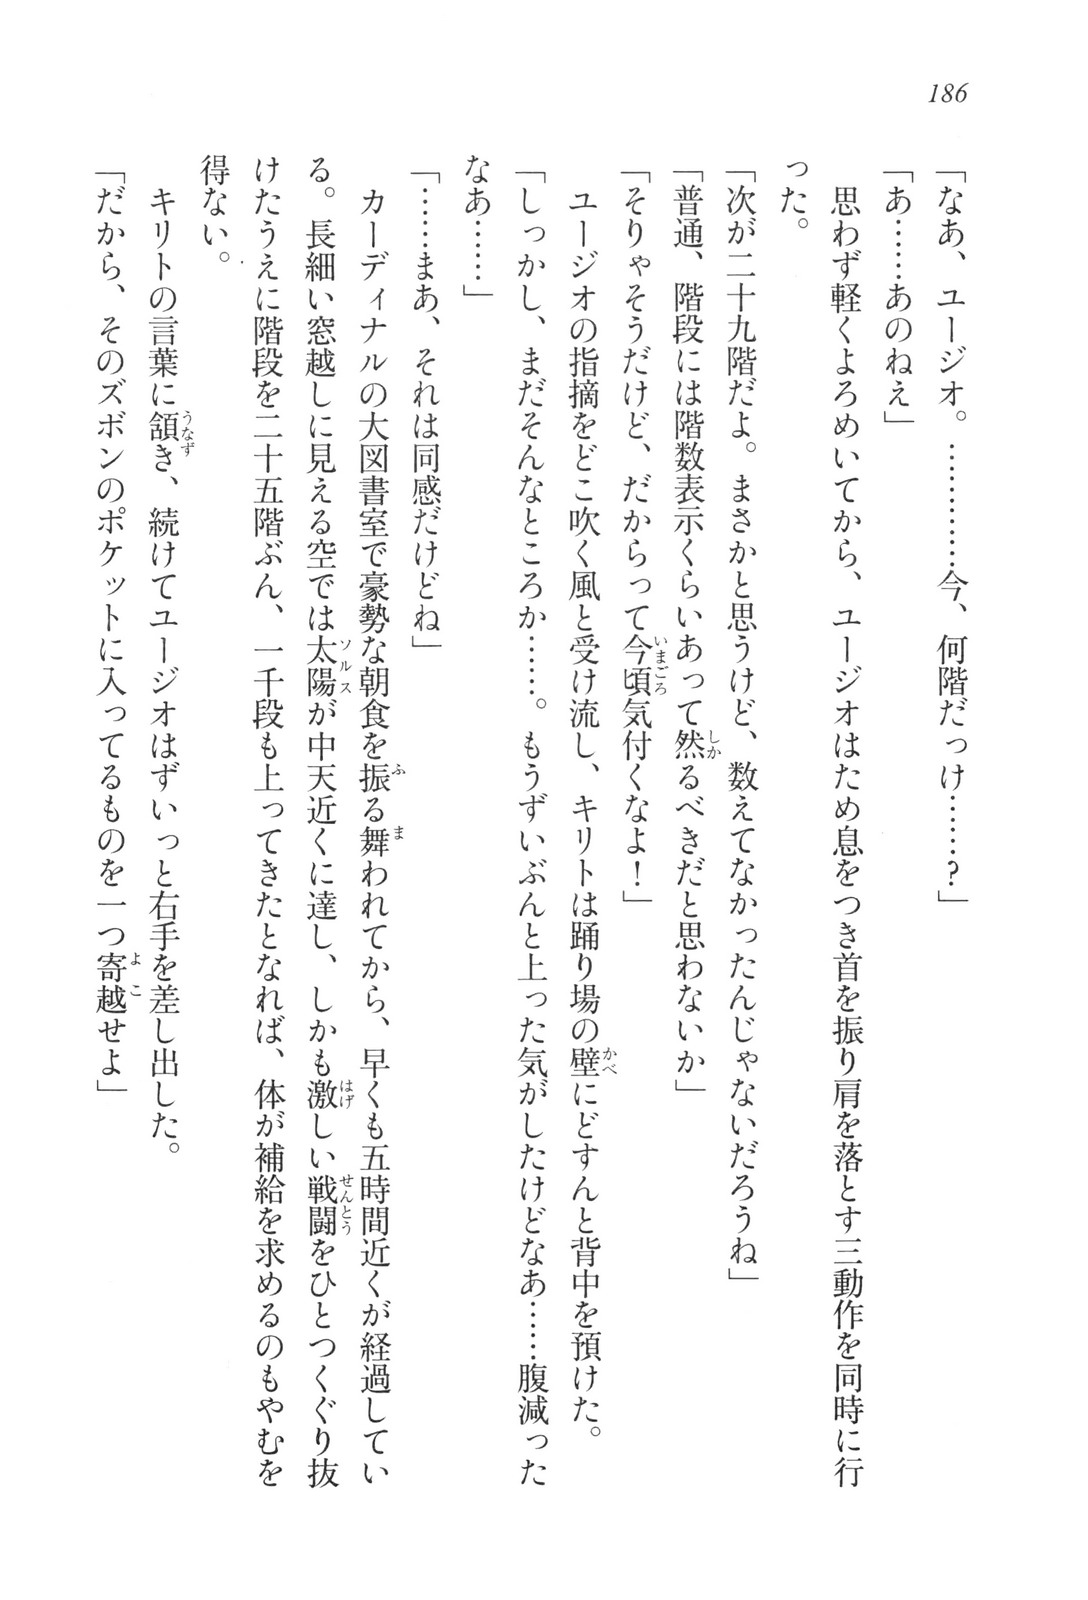 186
「なあ、ユージオ。…………今、何階だっけ……?」
「あ……あのねえ」
　思わず軽くよろめいてから、ユージオはため息をつき首を振り肩を落とす三動作を同時に行
った。
「次が二十九階だよ。まさかと思うけど、数えてなかったんじゃないだろうね」
「普通、階段には階数表示くらいあって然るべきだと思わないか」
「そりゃそうだけど、だからって今頃気付くなよ!」
　ユージオの指摘をどこ吹く風と受け流し、キリトは踊り場の壁にどすんと背中を預けた。
「しっかし、まだそんなところか……。もうずいぶんと上った気がしたけどなあ……腹減った
なあ……」
「……まあ、それは同感だけどね」
　カーディナルの大図書室で豪勢な朝食を振る舞われてから、早くも五時間近くが経過してい
る。長細い窓越しに見える空では太陽が中天近くに達し、しかも激しい戦闘をひとつくぐり抜
けたうえに階段を二十五階ぶん、一千段も上ってきたとなれば、体が補給を求めるのもやむを
得ない。
　キリトの言葉に頷き、続けてユージオはずいっと右手を差し出した。
「だから、そのズボンのポケットに入ってるものを一つ寄越せよ」